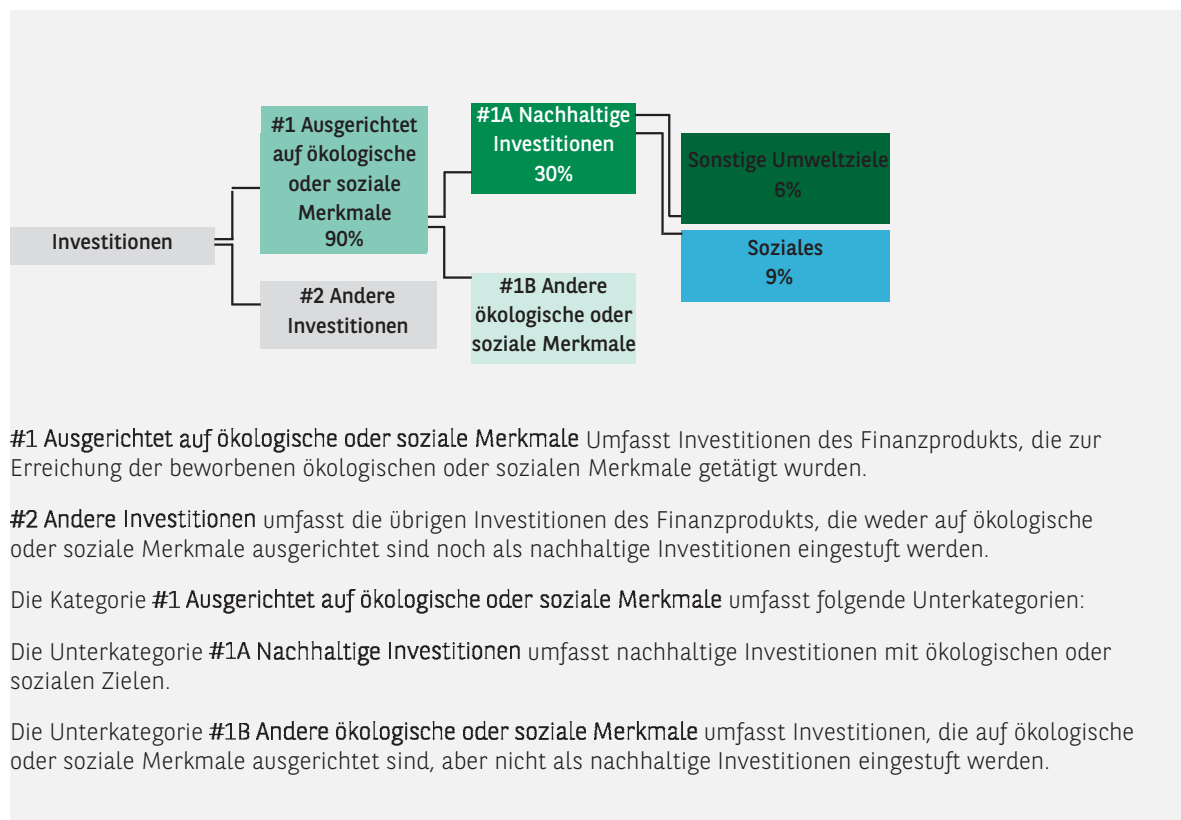 Investitionen
#1 Ausgerichtet
auf ökologische
oder soziale
Merkmale
90%
#2 Andere
Investitionen
#1A Nachhaltige
Investitionen
30%
#1B Andere
ökologische oder
soziale Merkmale
Sonstige Umweltziele
6%
Soziales
9%
#1 Ausgerichtet auf ökologische oder soziale Merkmale Umfasst Investitionen des Finanzprodukts, die zur
Erreichung der beworbenen ökologischen oder sozialen Merkmale getätigt wurden.
#2 Andere Investitionen umfasst die übrigen Investitionen des Finanzprodukts, die weder auf ökologische
oder soziale Merkmale ausgerichtet sind noch als nachhaltige Investitionen eingestuft werden.
Die Kategorie #1 Ausgerichtet auf ökologische oder soziale Merkmale umfasst folgende Unterkategorien:
Die Unterkategorie #1A Nachhaltige Investitionen umfasst nachhaltige Investitionen mit ökologischen oder
sozialen Zielen.
Die Unterkategorie #1B Andere ökologische oder soziale Merkmale umfasst Investitionen, die auf ökologische
oder soziale Merkmale ausgerichtet sind, aber nicht als nachhaltige Investitionen eingestuft werden.